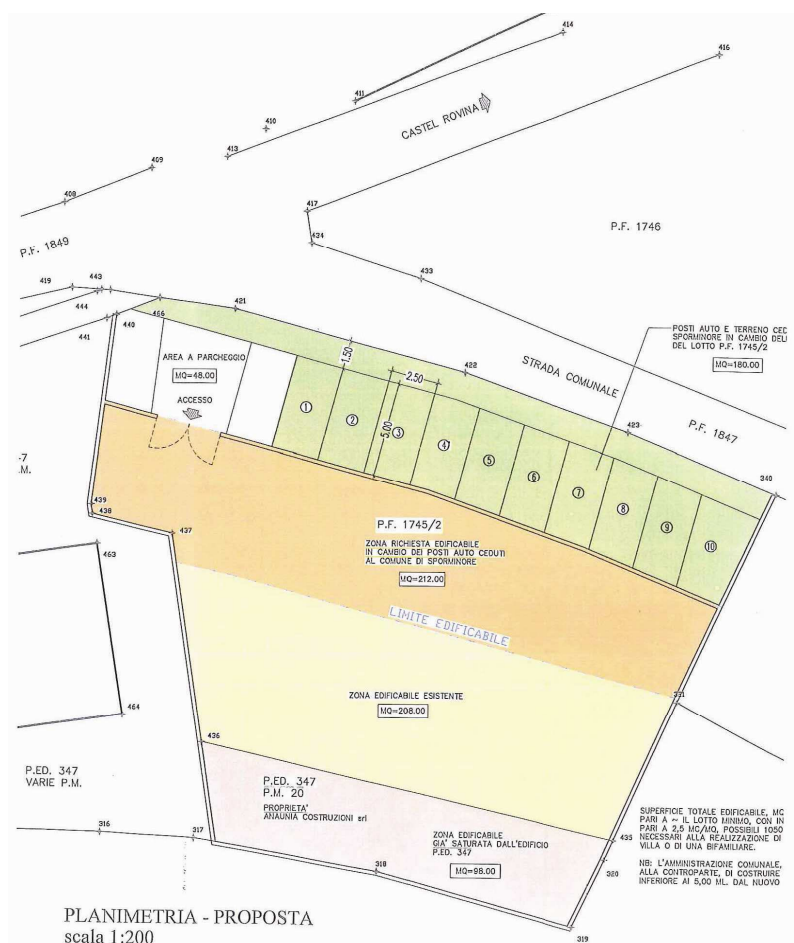 414
416
411
CASTEL ROVINA
410
413
409
408
417
P.F. 1746
434
P.F. 1849
433
419
443
421
466
444
440
441
1.50
POSTI AUTO E TERRENO
SPORMINORE IN CAMBIO
DEL LOTTO P.F. 1745/2
MQ=180.00
AREA A PARCHEGGIO
MQ=48.00
422
STRADA COMUNALE
2.50
ACCESSO
1
2
5.00
3
4
5
6
7
8
9
10
423
P.F. 1847
340
-7
.M.
439
438
437
P.F. 1745/2
ZONA RICHIESTA EDIFICABILE
IN CAMBIO DEI POSTI AUTO CEDUTI
AL COMUNE DI SPORMINORE
MQ=212.00
463
LIMITE EDIFICABILE
ZONA EDIFICABILE ESISTENTE
MQ=208.00
464
436
P.ED. 347
VARIE P.M.
P.ED. 347
P.M. 20
PROPRIETA'
ANAUNIA COSTRUZIONI srl
ZONA EDIFICABILE
GIA' SATURATA DALL'EDIFICIO
P.ED. 347
MQ=98.00
SUPERFICIE TOTALE EDIFICABILE, MC
PARI A ~ IL LOTTO MINIMO, CON IN
PARI A 2,5 MC/MQ, POSSIBILI 1050
NECESSARI ALLA REALIZZAZIONE DI
VILLA O DI UNA BIFAMILIARE.
NB: L'AMMINISTRAZIONE COMUNALE,
ALLA CONTROPARTE, DI COSTRUIRE
INFERIORE AI 5,00 ML. DAL NUOVO
435
320
316
317
318
319
PLANIMETRIA - PROPOSTA
scala 1:200